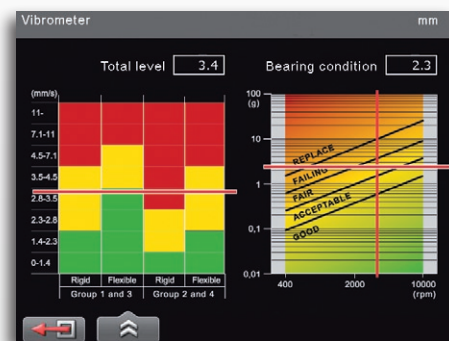 Vibrometer mm
Total level 3.4
Bearing condition 2.3
(mm/s)
11-
7.1-11
4.5-7.1
3.5-4.5
2.8-3.5
2.3-2.8
1.4-2.3
0-1.4
Rigid Flexible Rigid Flexible
Group 1 and 3 Group 2 and 4
100
(g)
10
1
0,1
0,01
REPLACE
FAILING
FAIR
ACCEPTABLE
GOOD
400 2000 10000
(rpm)